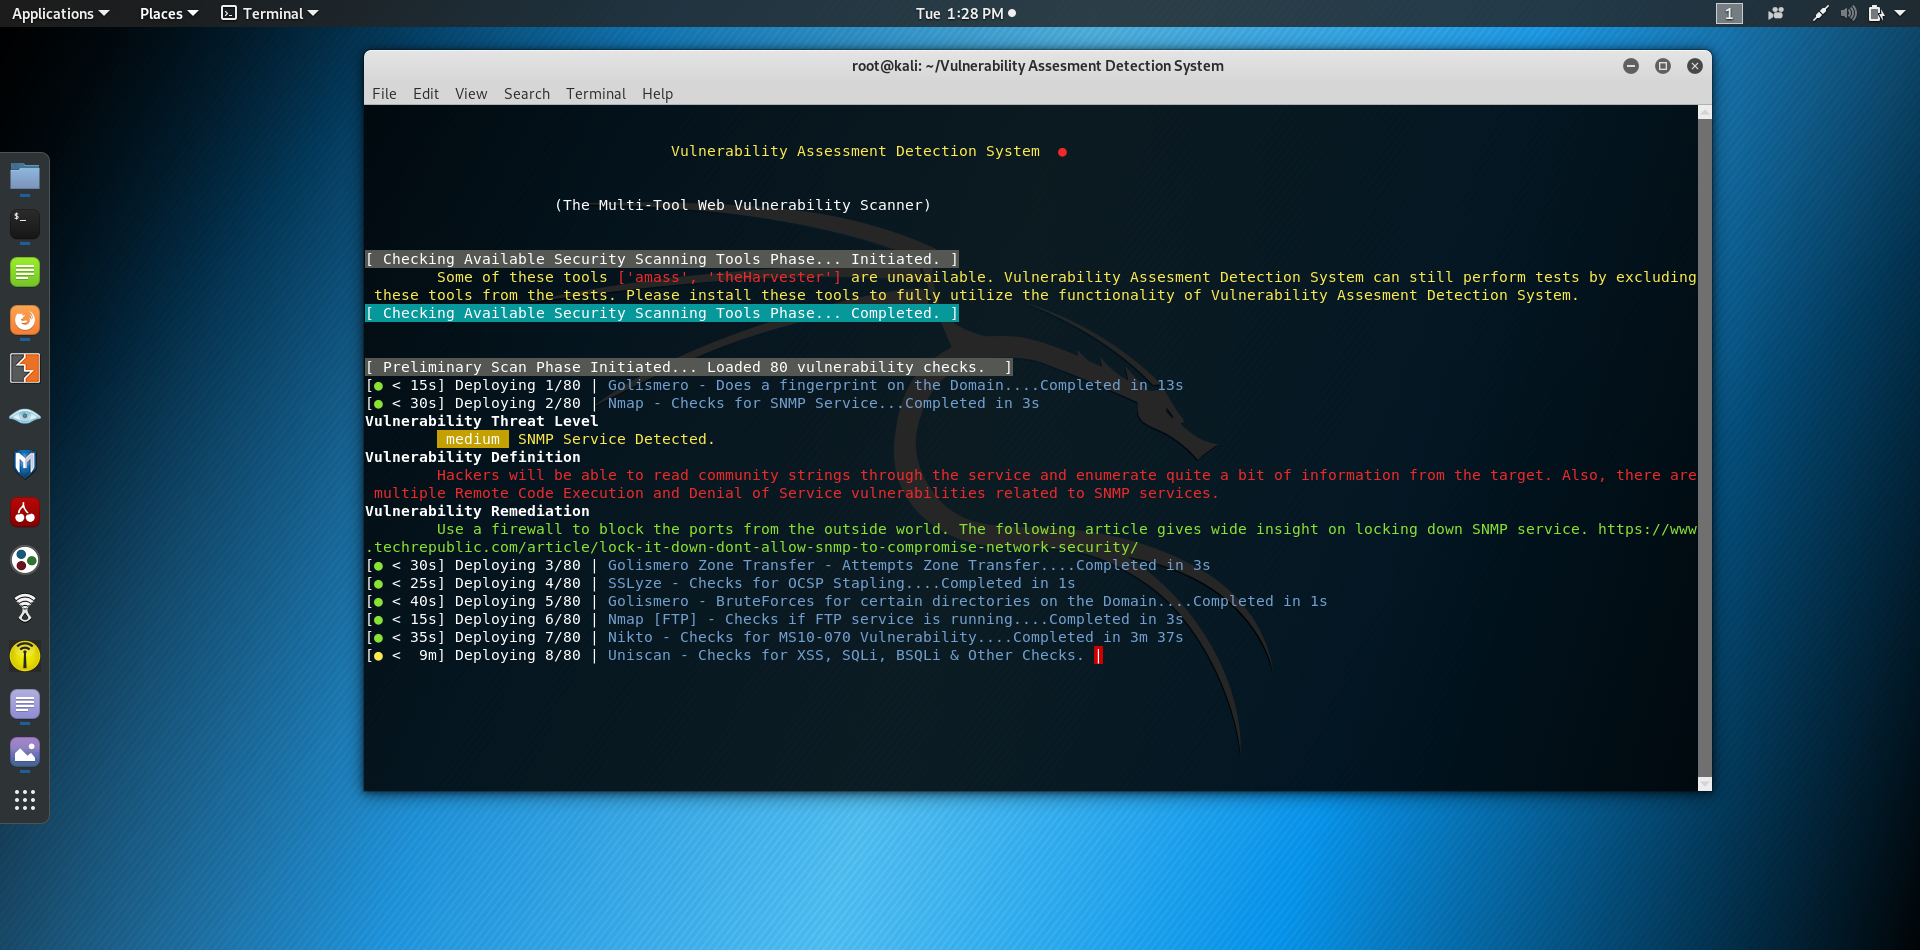 Applications Places Terminal Tue 1:28 PM 1
root@kali: ~/Vulnerability Assesment Detection System
File Edit View Search Terminal Help
Vulnerability Assessment Detection System
(The Multi-Tool Web Vulnerability Scanner)
[ Checking Available Security Scanning Tools Phase... Initiated. ]
Some of these tools ['amass', 'theHarvester'] are unavailable. Vulnerability Assesment Detection System can still perform tests by excluding
these tools from the tests. Please install these tools to fully utilize the functionality of Vulnerability Assesment Detection System.
[ Checking Available Security Scanning Tools Phase... Completed. ]
[ Preliminary Scan Phase Initiated... Loaded 80 vulnerability checks. ]
[● < 15s] Deploying 1/80 | Golismero - Does a fingerprint on the Domain....Completed in 13s
[● < 30s] Deploying 2/80 | Nmap - Checks for SNMP Service...Completed in 3s
Vulnerability Threat Level
medium SNMP Service Detected.
Vulnerability Definition
Hackers will be able to read community strings through the service and enumerate quite a bit of information from the target. Also, there are
multiple Remote Code Execution and Denial of Service vulnerabilities related to SNMP services.
Vulnerability Remediation
Use a firewall to block the ports from the outside world. The following article gives wide insight on locking down SNMP service. https://www
.techrepublic.com/article/lock-it-down-dont-allow-snmp-to-compromise-network-security/
[● < 30s] Deploying 3/80 | Golismero Zone Transfer - Attempts Zone Transfer....Completed in 3s
[● < 25s] Deploying 4/80 | SSLyze - Checks for OCSP Stapling....Completed in 1s
[● < 40s] Deploying 5/80 | Golismero - BruteForces for certain directories on the Domain....Completed in 1s
[● < 15s] Deploying 6/80 | Nmap [FTP] - Checks if FTP service is running....Completed in 3s
[● < 35s] Deploying 7/80 | Nikto - Checks for MS10-070 Vulnerability....Completed in 3m 37s
[● <  9m] Deploying 8/80 | Uniscan - Checks for XSS, SQLi, BSQLi & Other Checks. |